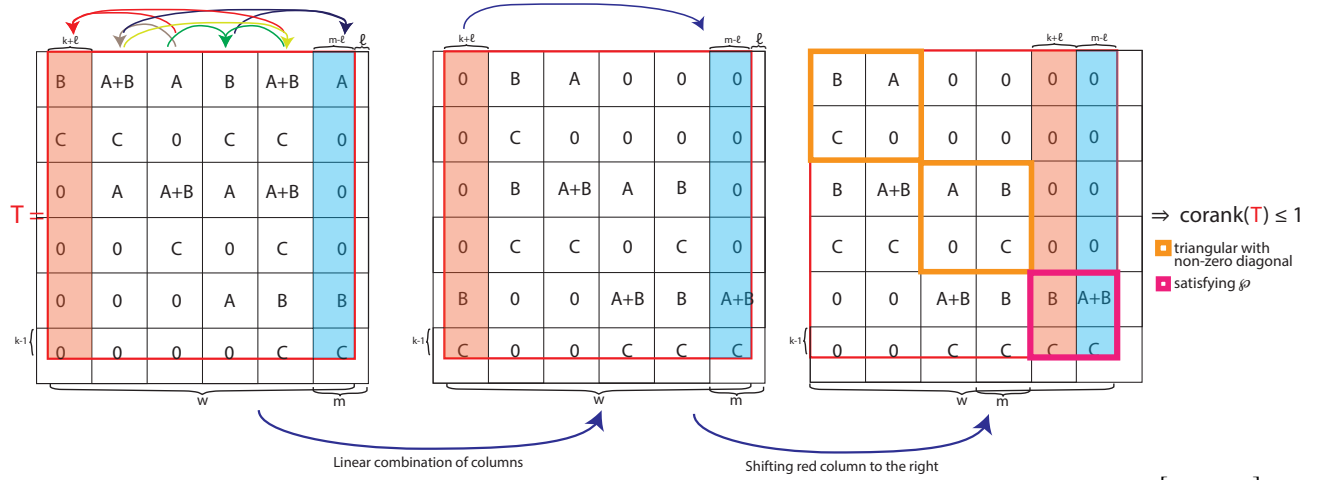 k+ℓ m-ℓ ℓ
B A+B A B A+B A
C C 0 C C 0
0 A A+B A A+B 0
T =
0 0 C 0 C 0
0 0 0 A B B
k-1
0 0 0 0 C C
w m
k+ℓ m-ℓ ℓ
0 B A 0 0 0
0 C 0 0 0 0
0 B A+B A B 0
0 C C 0 C 0
B 0 0 A+B B A+B
k-1
C 0 0 C C C
w m
k+ℓ m-ℓ
B A 0 0 0 0
C 0 0 0 0 0
B A+B A B 0 0
C C 0 C 0 0
0 0 A+B B B A+B
k-1
0 0 C C C C
w m
⇒ corank(T) ≤ 1
triangular with
non-zero diagonal
satisfying ℘
Linear combination of columns
Shifting red column to the right